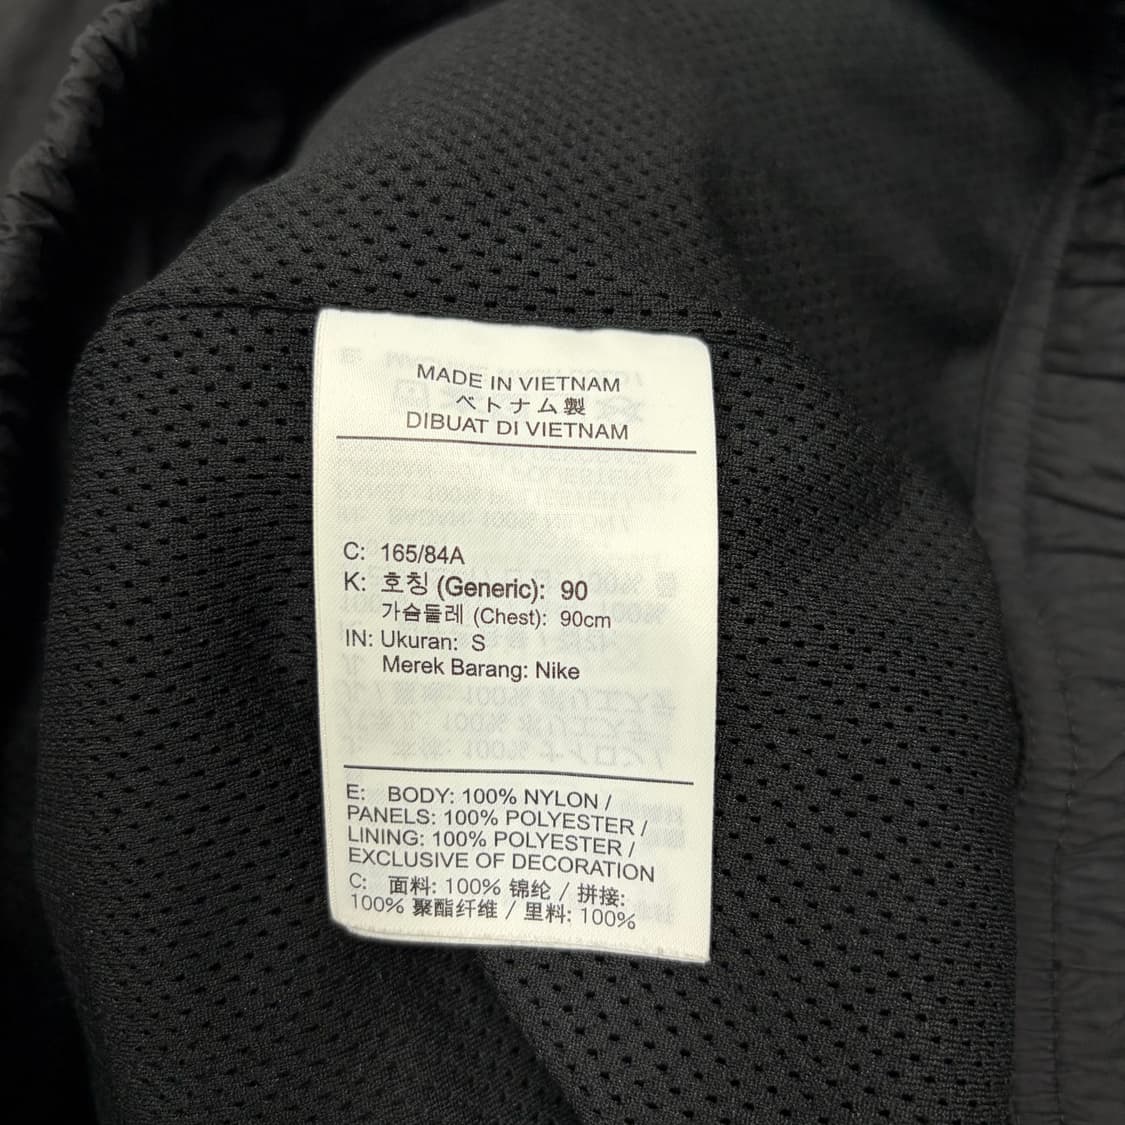 MADE IN VIETNAM
ベトナム製
DIBUAT DI VIETNAM
C: 165/84A
K: 호칭 (Generic): 90
가슴둘레 (Chest): 90cm
IN: Ukuran: S
Merek Barang: Nike
E: BODY: 100% NYLON /
PANELS: 100% POLYESTER /
LINING: 100% POLYESTER /
EXCLUSIVE OF DECORATION
C: 面料: 100% 锦纶 / 拼接:
100% 聚酯纤维 / 里料: 100%